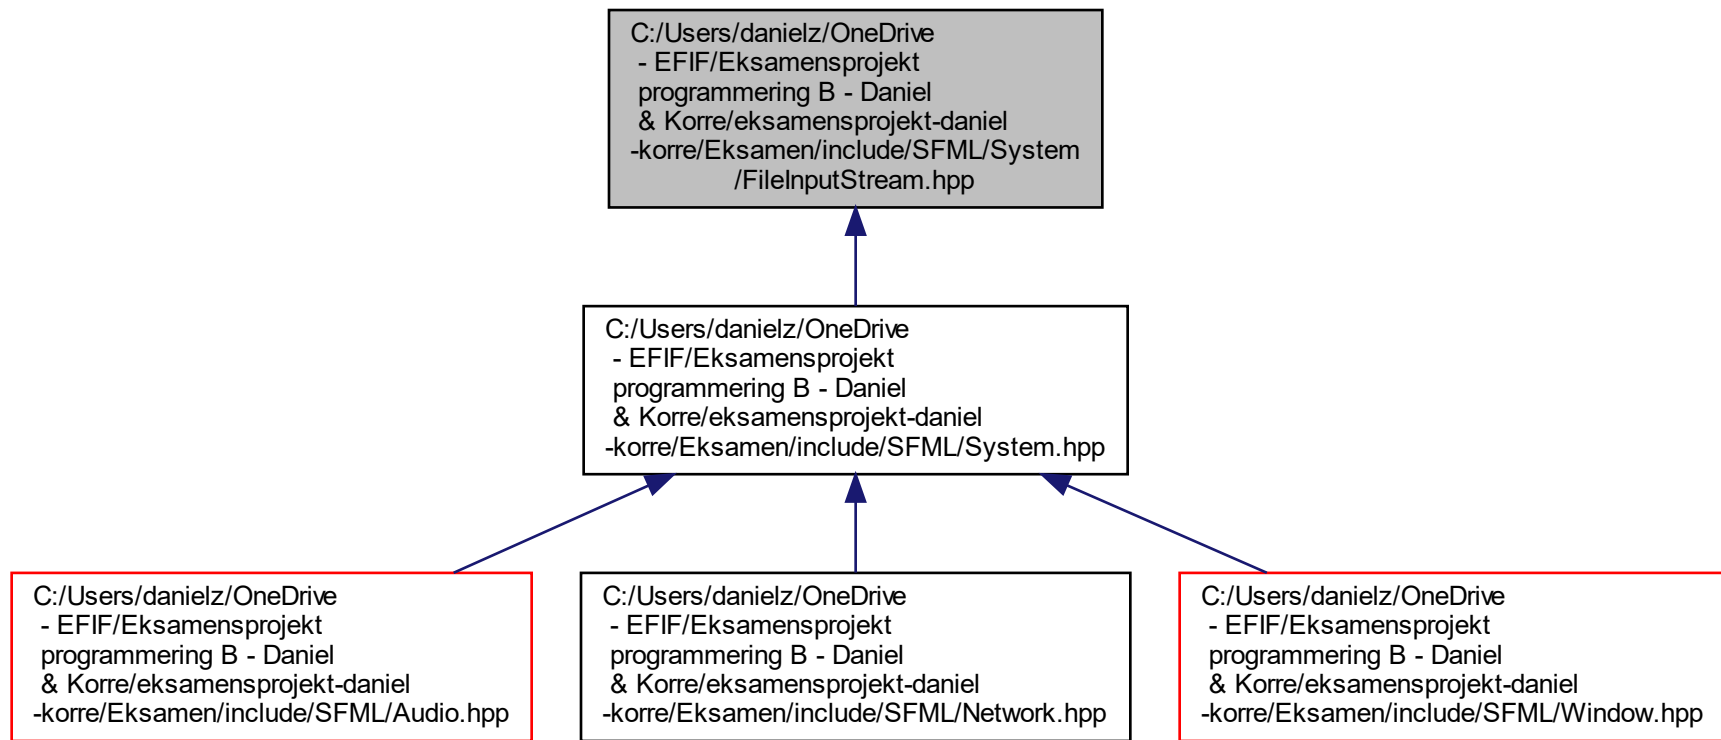 C:/Users/danielz/OneDrive
- EFIF/Eksamensprojekt
programmering B - Daniel
& Korre/eksamensprojekt-daniel
-korre/Eksamen/include/SFML/System
/FileInputStream.hpp
C:/Users/danielz/OneDrive
- EFIF/Eksamensprojekt
programmering B - Daniel
& Korre/eksamensprojekt-daniel
-korre/Eksamen/include/SFML/System.hpp
C:/Users/danielz/OneDrive
- EFIF/Eksamensprojekt
programmering B - Daniel
& Korre/eksamensprojekt-daniel
-korre/Eksamen/include/SFML/Audio.hpp
C:/Users/danielz/OneDrive
- EFIF/Eksamensprojekt
programmering B - Daniel
& Korre/eksamensprojekt-daniel
-korre/Eksamen/include/SFML/Network.hpp
C:/Users/danielz/OneDrive
- EFIF/Eksamensprojekt
programmering B - Daniel
& Korre/eksamensprojekt-daniel
-korre/Eksamen/include/SFML/Window.hpp